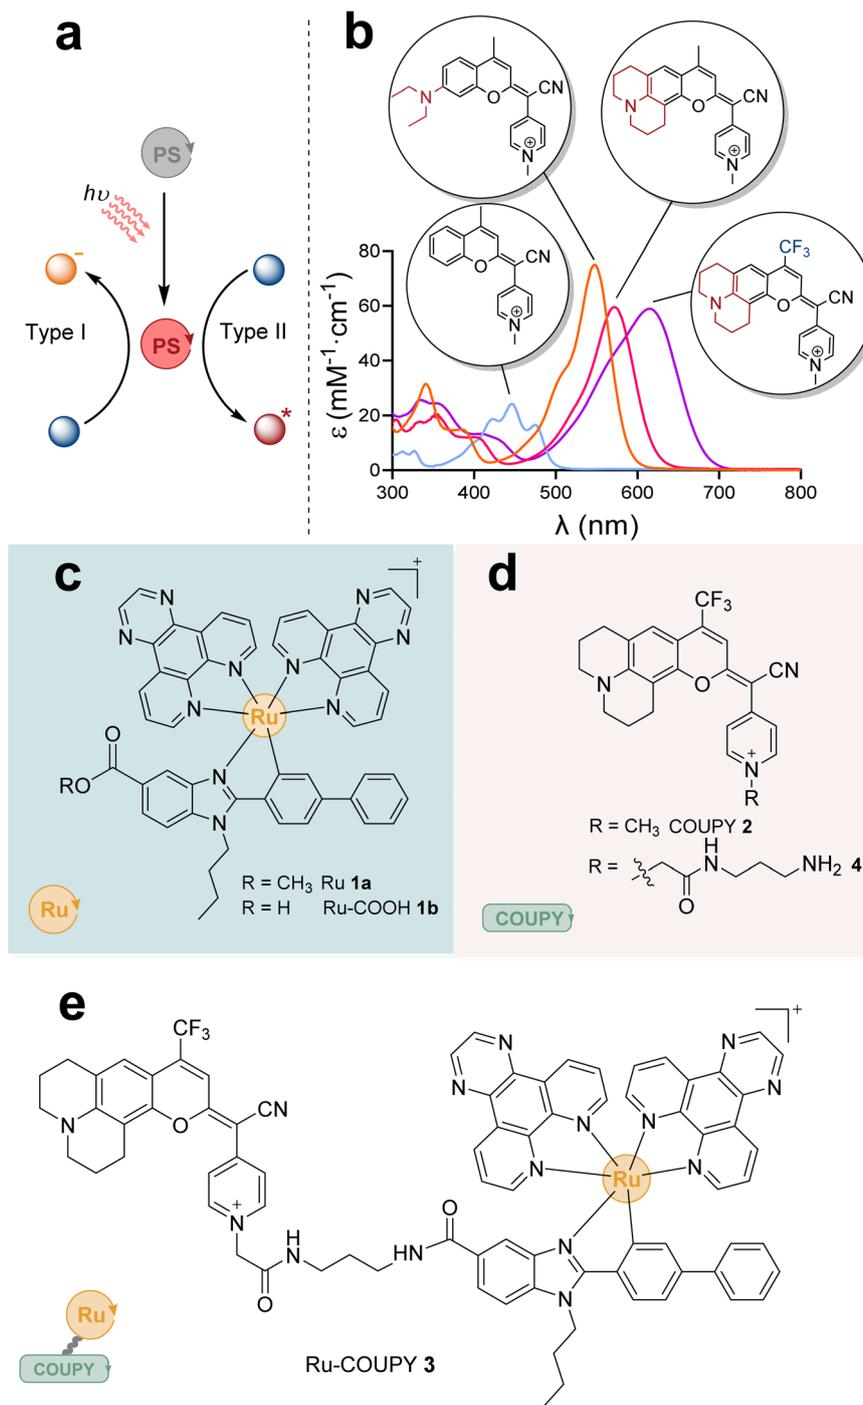 a
PS
hυ
−
Type I
PS
Type II
*
b
N
O
CN
N
+
N
O
CN
N
+
O
CN
N
+
CF₃
N
O
CN
N
+
80
60
40
20
0
ε (mM⁻¹·cm⁻¹)
300 400 500 600 700 800
λ (nm)
c
+
N N
N N
N N
N N
Ru
O
RO
N
N
R = CH₃ Ru 1a
R = H Ru-COOH 1b
Ru
d
CF₃
N
O
CN
+
N
R
R = CH₃ COUPY 2
R =
H
N
NH₂ 4
O
COUPY
e
CF₃
N
O
CN
+
N
O
H
N
HN
O
+
N N
N N
N N
N N
Ru
N
N
Ru
COUPY
Ru-COUPY 3